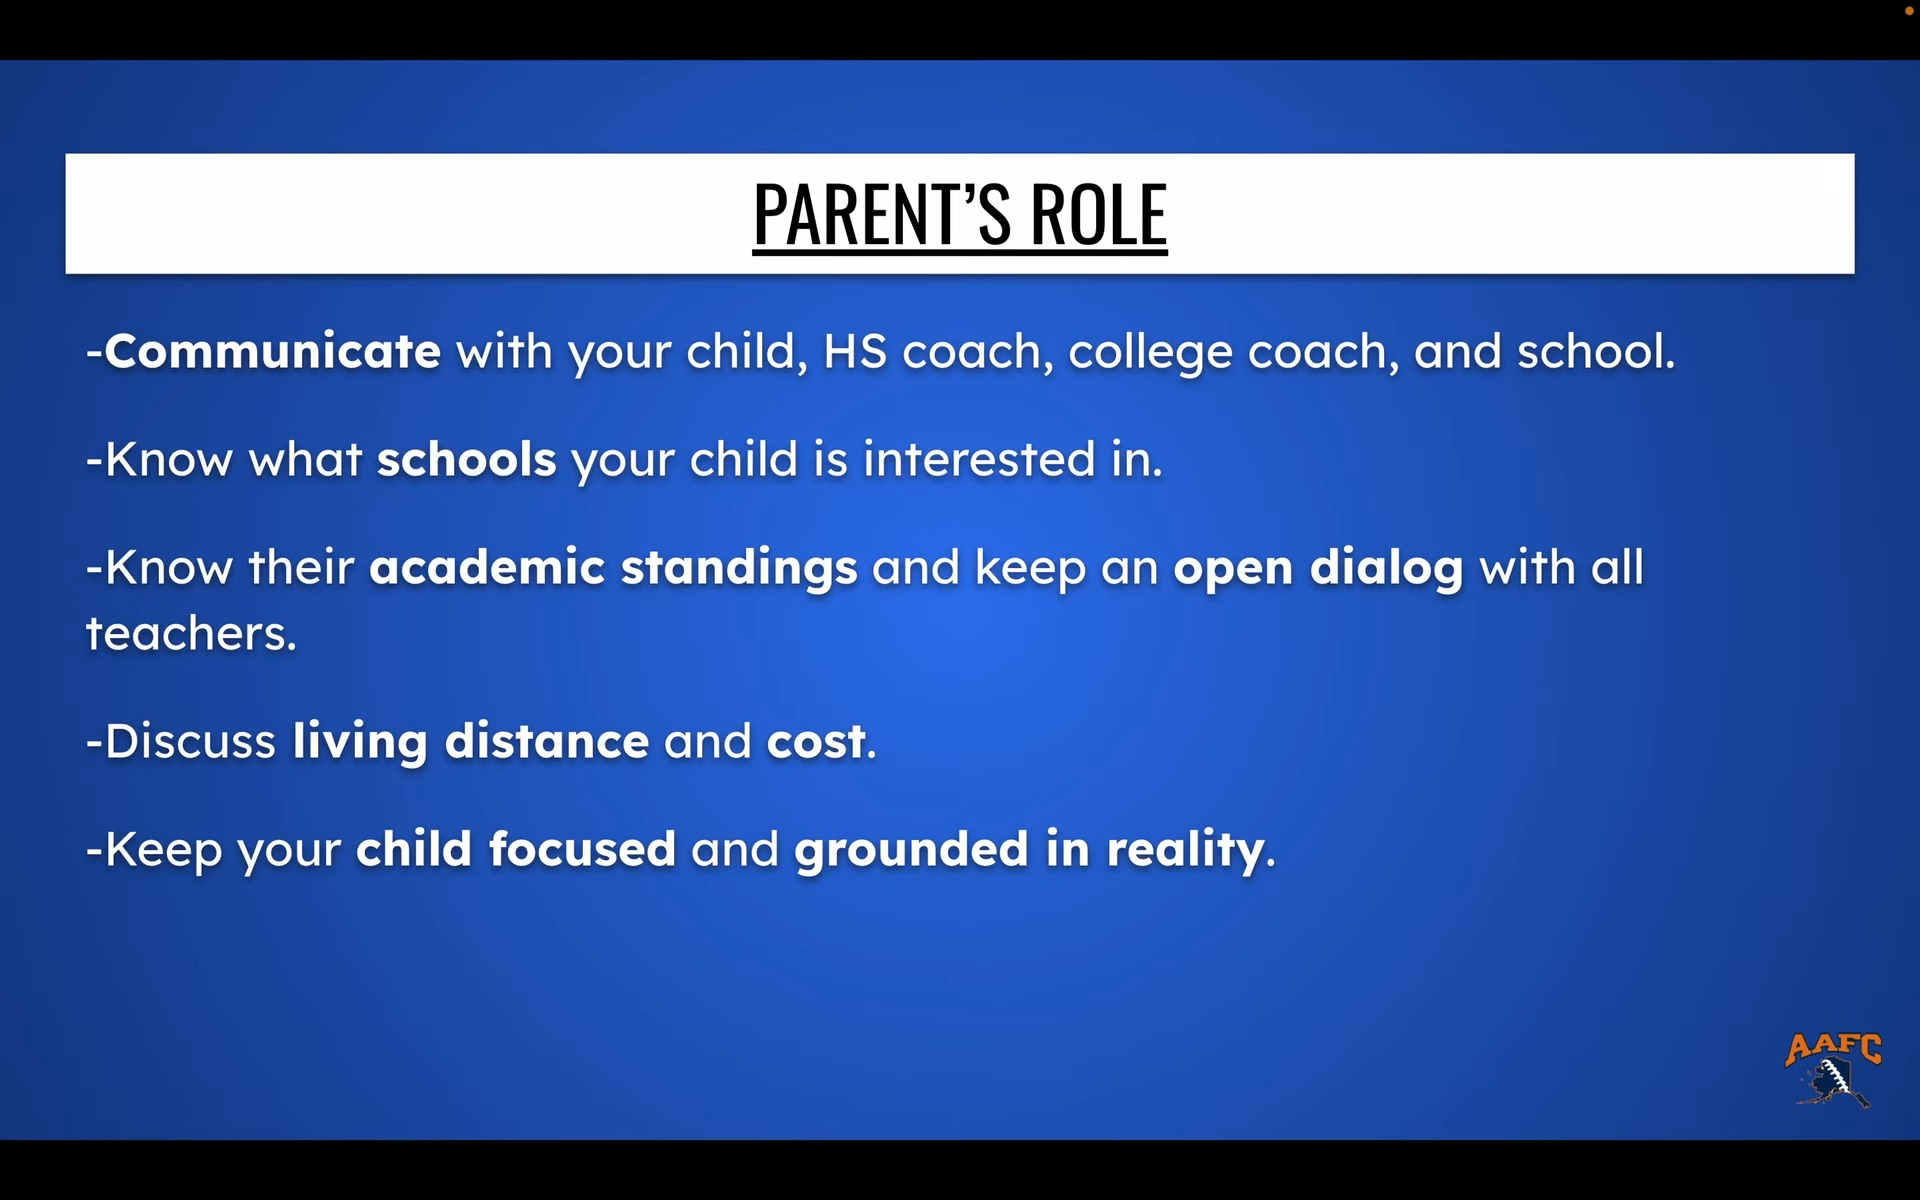 PARENT’S ROLE
-Communicate with your child, HS coach, college coach, and school.
-Know what schools your child is interested in.
-Know their academic standings and keep an open dialog with all
teachers.
-Discuss living distance and cost.
-Keep your child focused and grounded in reality.
AAFC